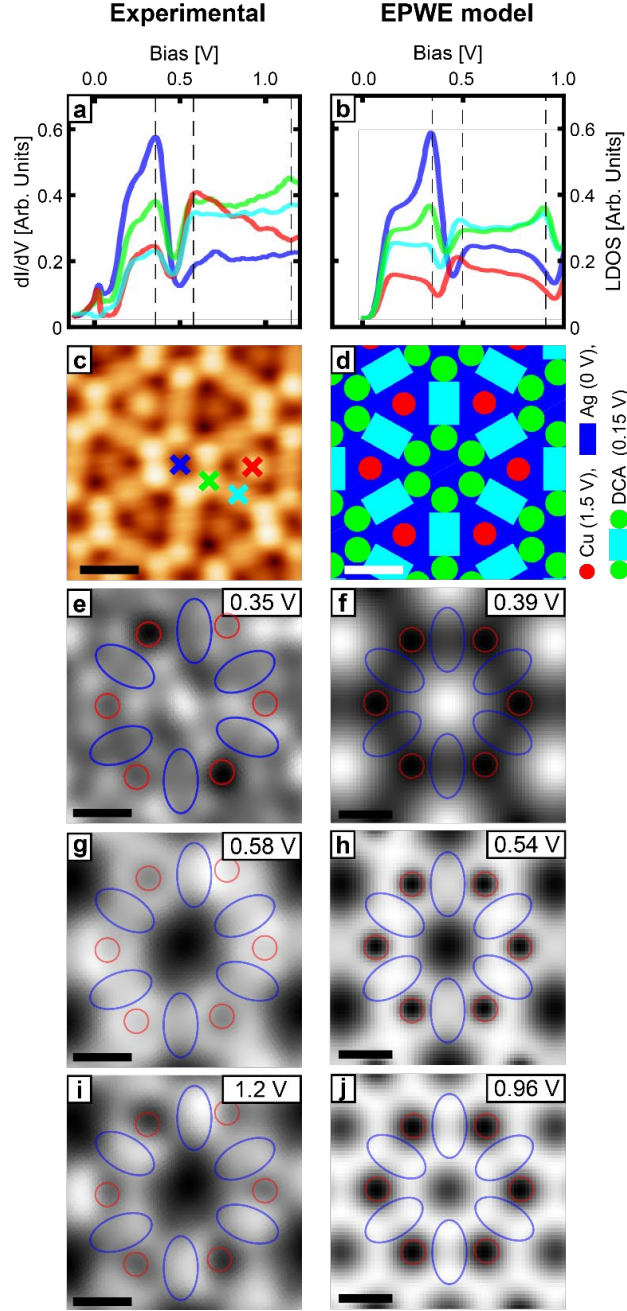 Experimental EPWE model
Bias [V] Bias [V]
0.0 0.5 1.0 0.0 0.5 1.0
a b
0.6 0.6
0.4 0.4
0.2 0.2
0 0
dI/dV [Arb. Units]
LDOS [Arb. Units]
c d
Cu (1.5 V), Ag (0 V),
DCA (0.15 V)
e 0.35 V f 0.39 V
g 0.58 V h 0.54 V
i 1.2 V j 0.96 V